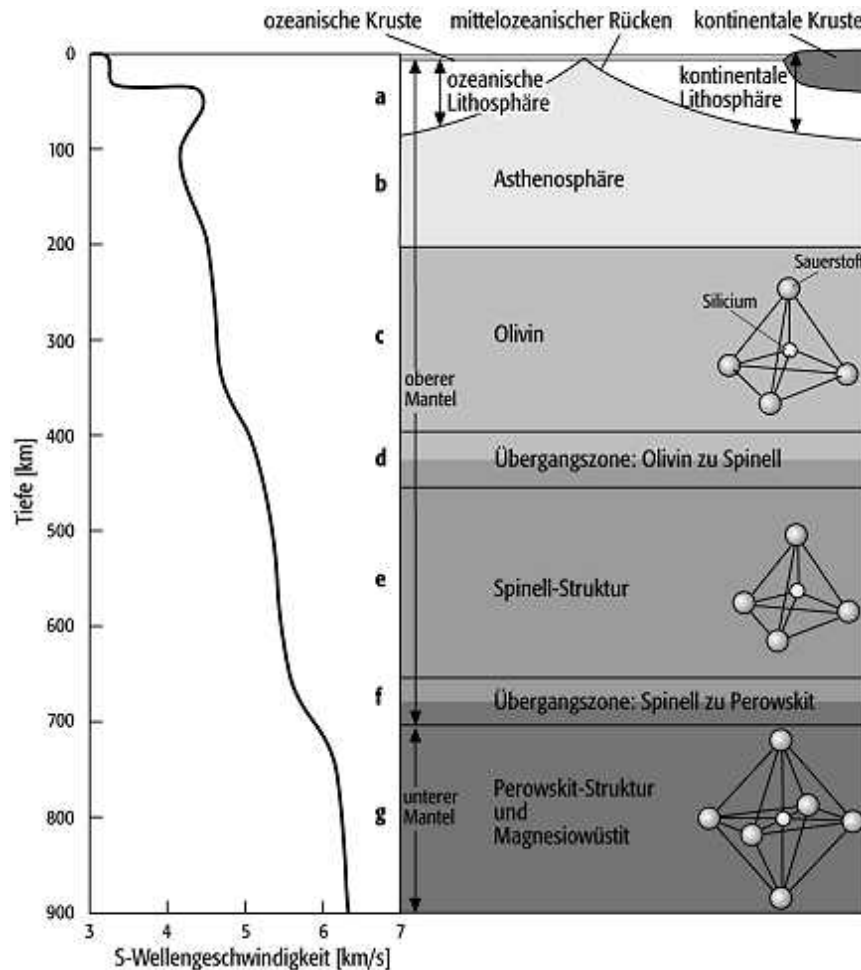 ozeanische Kruste mittelozeanischer Rücken kontinentale Kruste
0
100
200
300
400
500
600
700
800
900
Tiefe [km]
3 4 5 6 7
S-Wellengeschwindigkeit [km/s]
a
b
c
d
e
f
g
ozeanische
Lithosphäre
kontinentale
Lithosphäre
Asthenosphäre
Sauerstoff
Silicium
Olivin
oberer
Mantel
Übergangszone: Olivin zu Spinell
Spinell-Struktur
Übergangszone: Spinell zu Perowskit
unterer
Mantel
Perowskit-Struktur
und
Magnesiowüstit